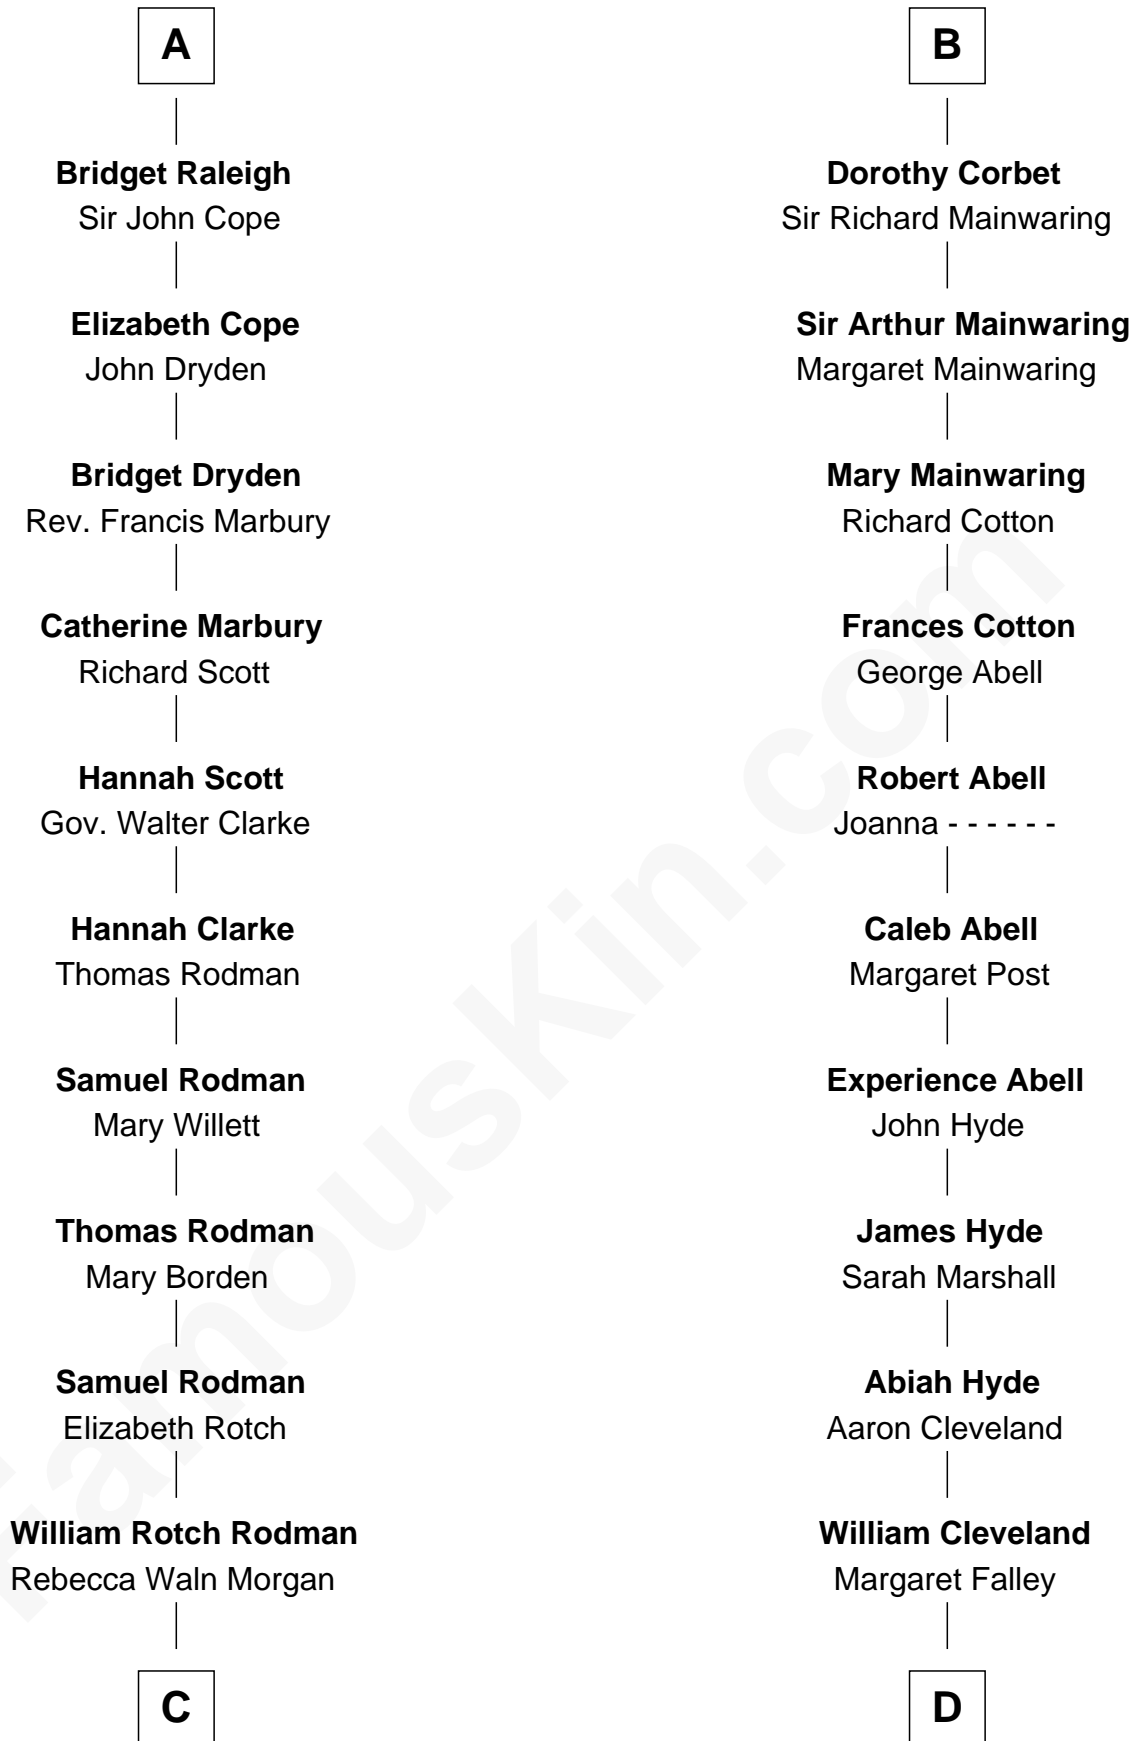 A
Bridget Raleigh
Sir John Cope
Elizabeth Cope
John Dryden
Bridget Dryden
Rev. Francis Marbury
Catherine Marbury
Richard Scott
Hannah Scott
Gov. Walter Clarke
Hannah Clarke
Thomas Rodman
Samuel Rodman
Mary Willett
Thomas Rodman
Mary Borden
Samuel Rodman
Elizabeth Rotch
William Rotch Rodman
Rebecca Waln Morgan
C
B
Dorothy Corbet
Sir Richard Mainwaring
Sir Arthur Mainwaring
Margaret Mainwaring
Mary Mainwaring
Richard Cotton
Frances Cotton
George Abell
Robert Abell
Joanna - - - - - -
Caleb Abell
Margaret Post
Experience Abell
John Hyde
James Hyde
Sarah Marshall
Abiah Hyde
Aaron Cleveland
William Cleveland
Margaret Falley
D
FamousKin.com